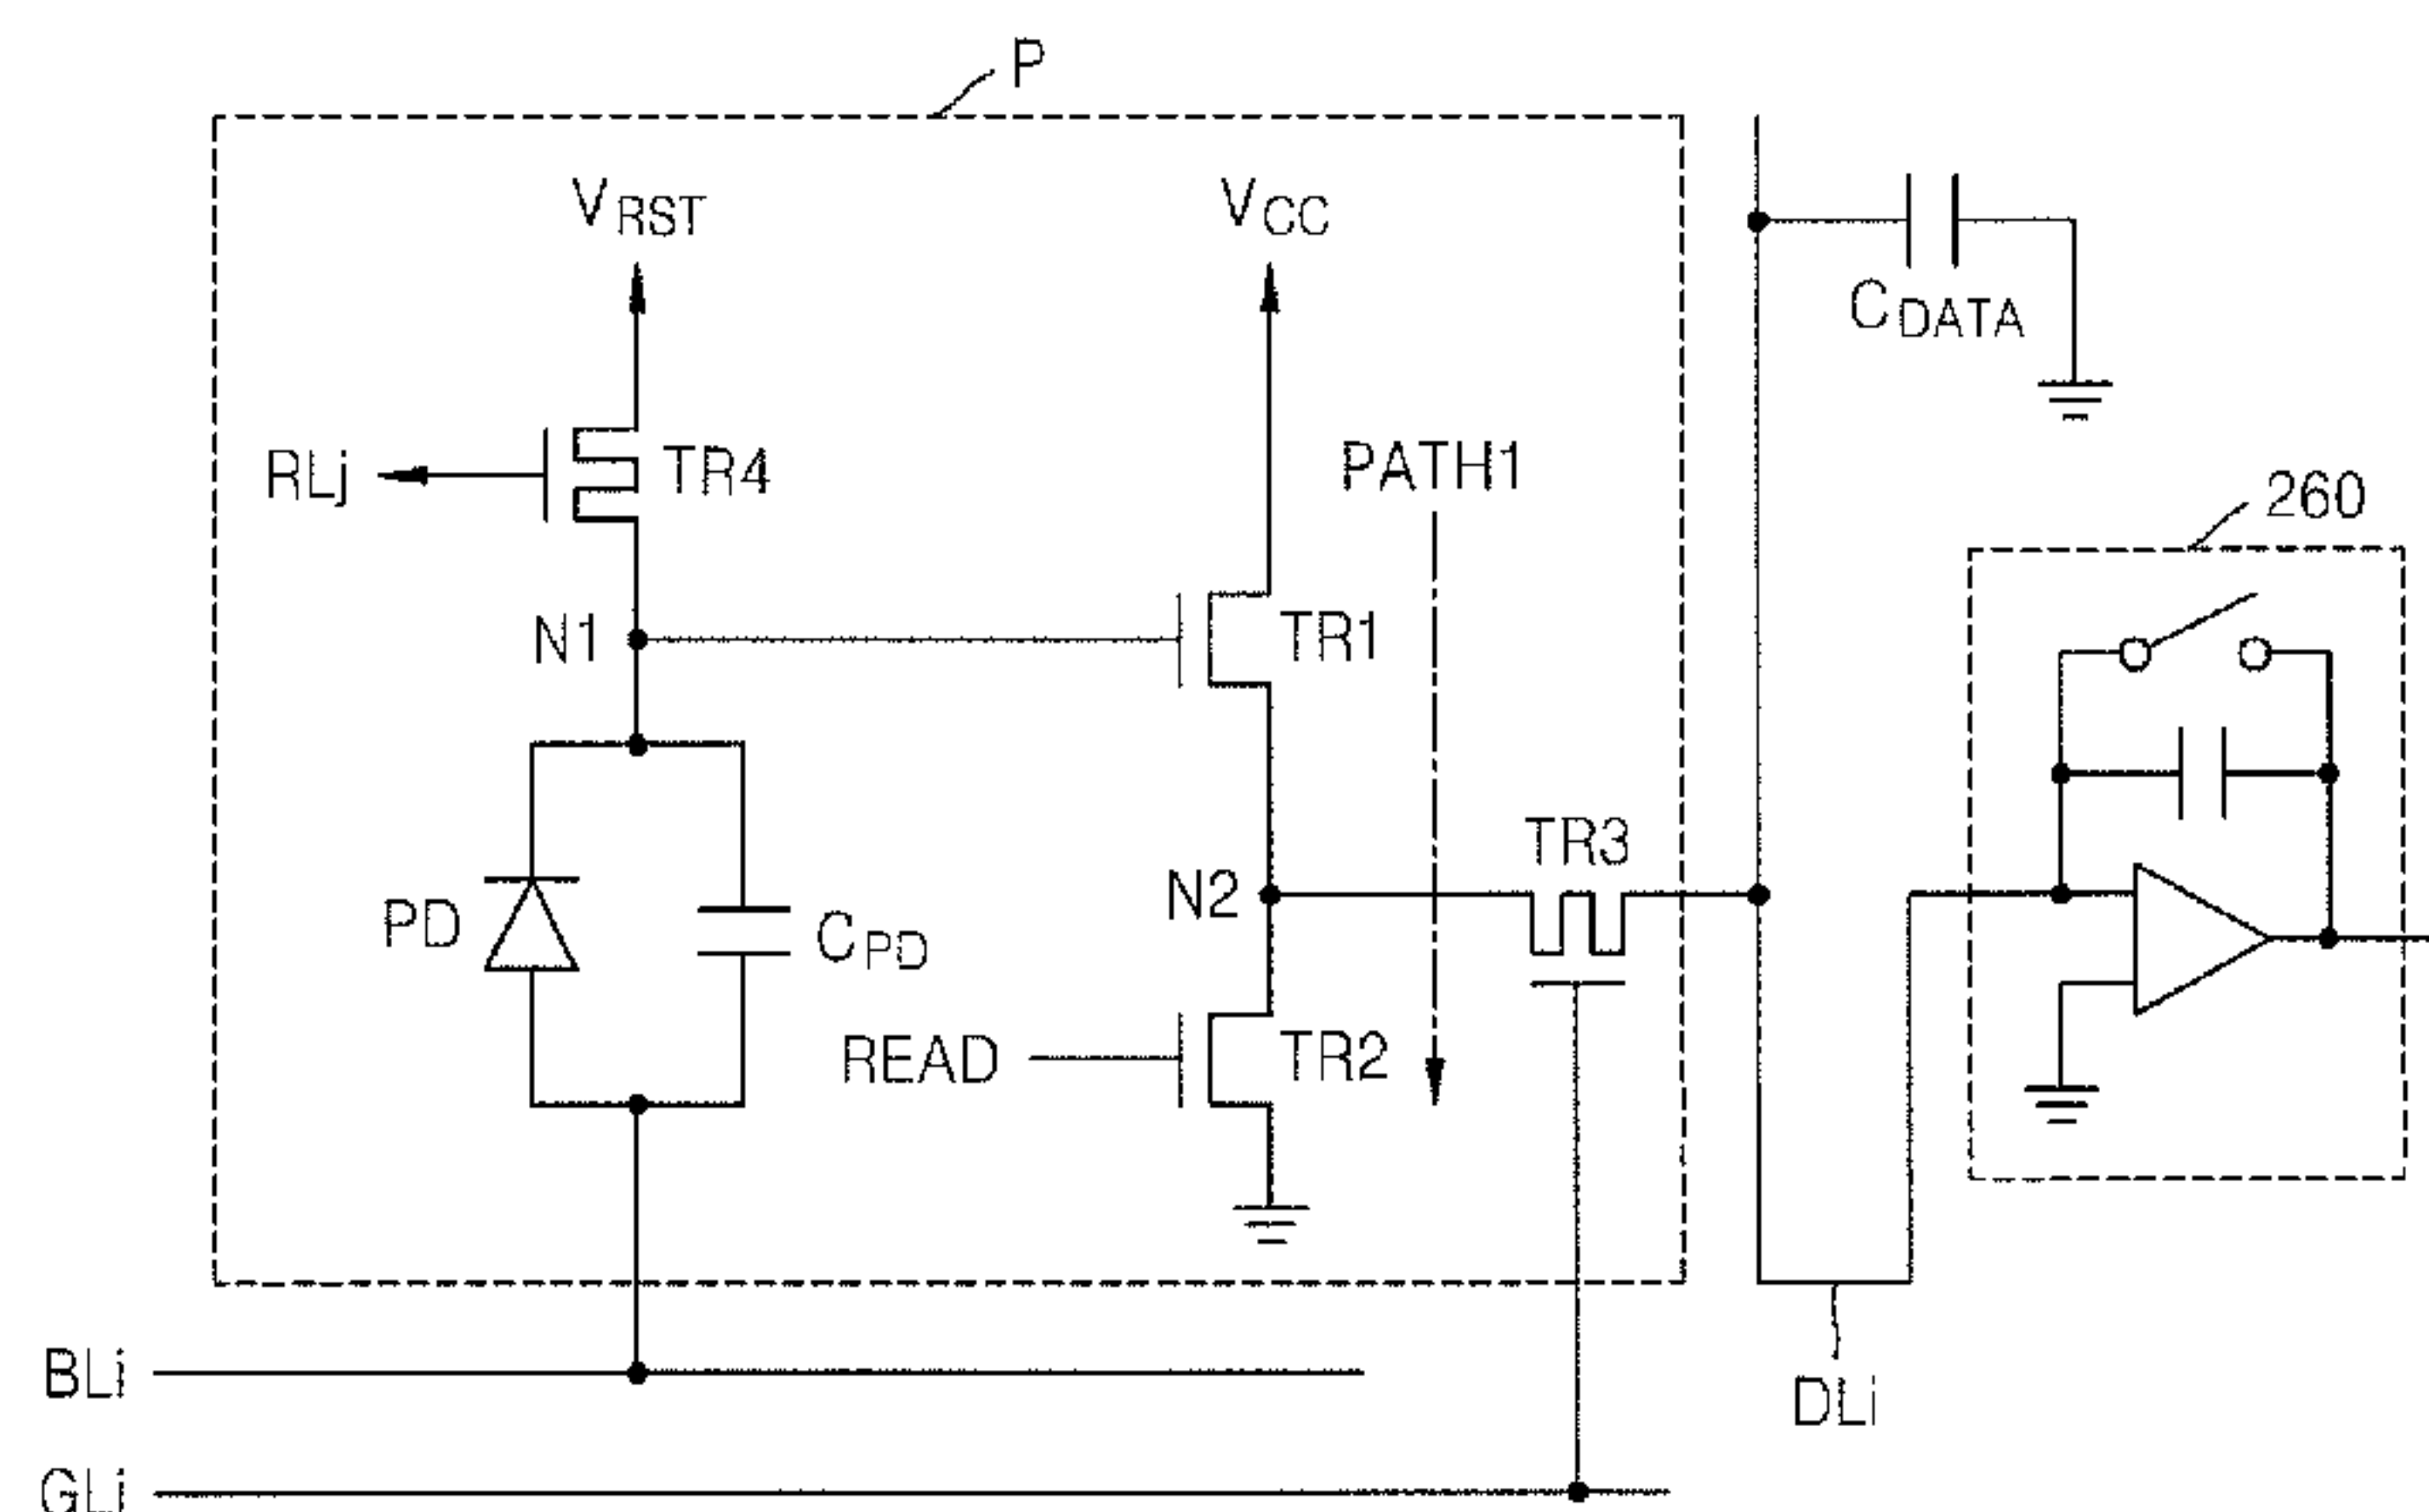 P
VRST
VCC
CDATA
RLj
TR4
PATH1
260
N1
TR1
TR3
N2
PD
CPD
READ
TR2
BLi
DLi
GLi